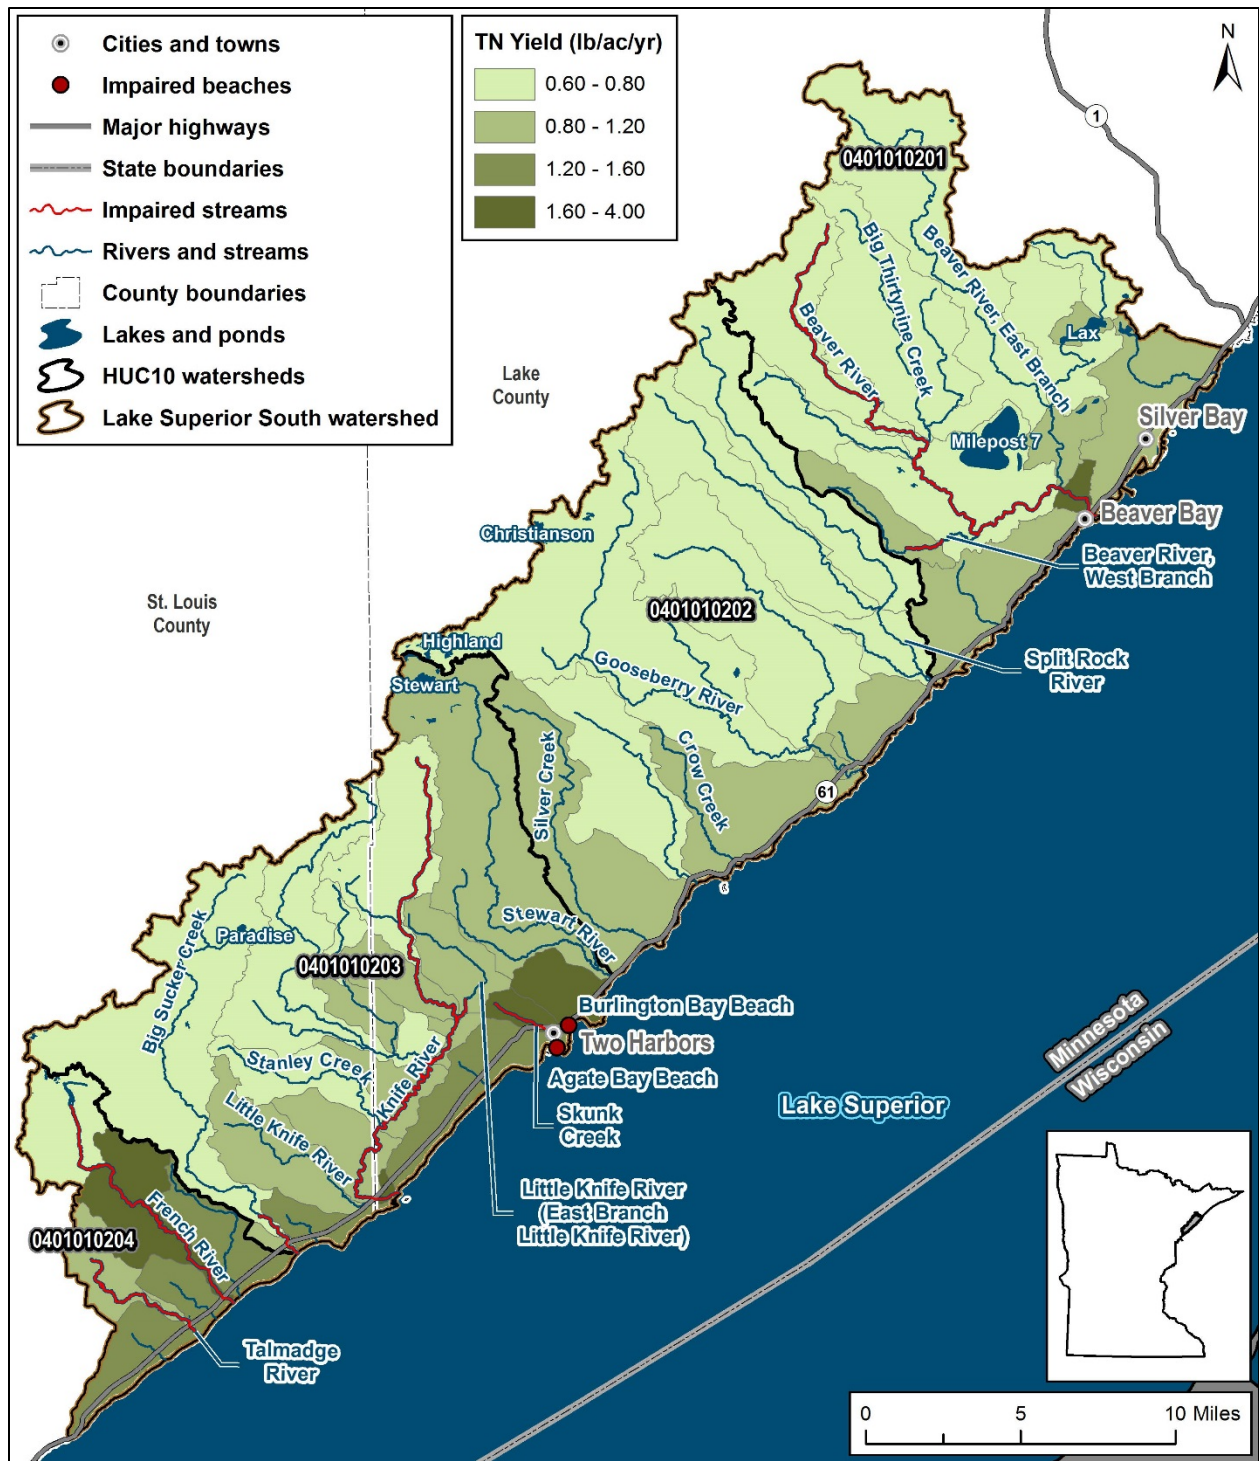 Cities and towns
Impaired beaches
Major highways
State boundaries
Impaired streams
Rivers and streams
County boundaries
Lakes and ponds
HUC10 watersheds
Lake Superior South watershed
TN Yield (lb/ac/yr)
0.60 - 0.80
0.80 - 1.20
1.20 - 1.60
1.60 - 4.00
N
1
0401010201
Big Thirtynine Creek
Beaver River, East Branch
Beaver River
Lax
Lake
County
Silver Bay
Milepost 7
Beaver Bay
Christianson
Beaver River,
West Branch
St. Louis
County
0401010202
Highland
Stewart
Gooseberry River
Split Rock
River
Silver Creek
Crow Creek
61
Big Sucker Creek
Paradise
Stewart River
0401010203
Burlington Bay Beach
Two Harbors
Agate Bay Beach
Stanley Creek
Knife River
Little Knife River
Skunk
Creek
Minnesota
Wisconsin
Lake Superior
Little Knife River
(East Branch
Little Knife River)
French River
0401010204
Talmadge
River
0 5 10 Miles